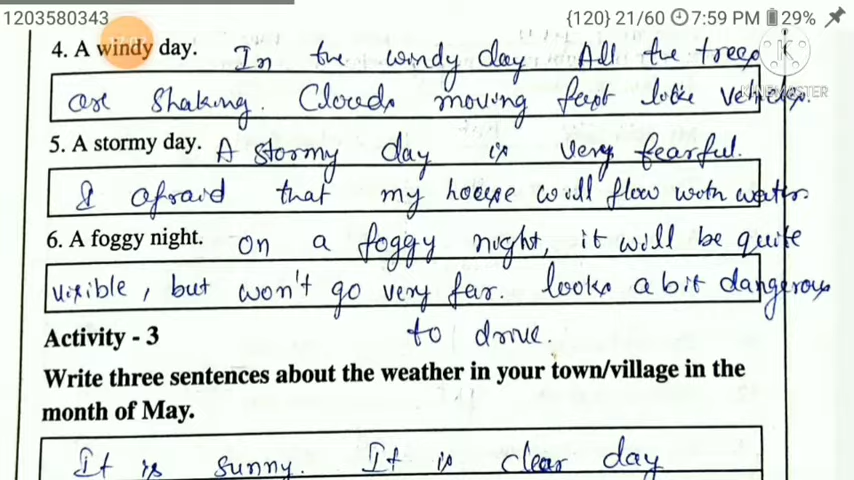 1203580343
{120} 21/60 7:59 PM 29%
4. A windy day. In the windy day All the trees
KINEMASTER
are shaking. Clouds moving fast like vehicles.
5. A stormy day. A stormy day is very fearful.
I afraid that my house will flow with water.
6. A foggy night. on a foggy night, it will be quite
visible, but won't go very far. looks a bit dangerous
Activity - 3 to drive.
Write three sentences about the weather in your town/village in the
month of May.
It is sunny. It is clear day